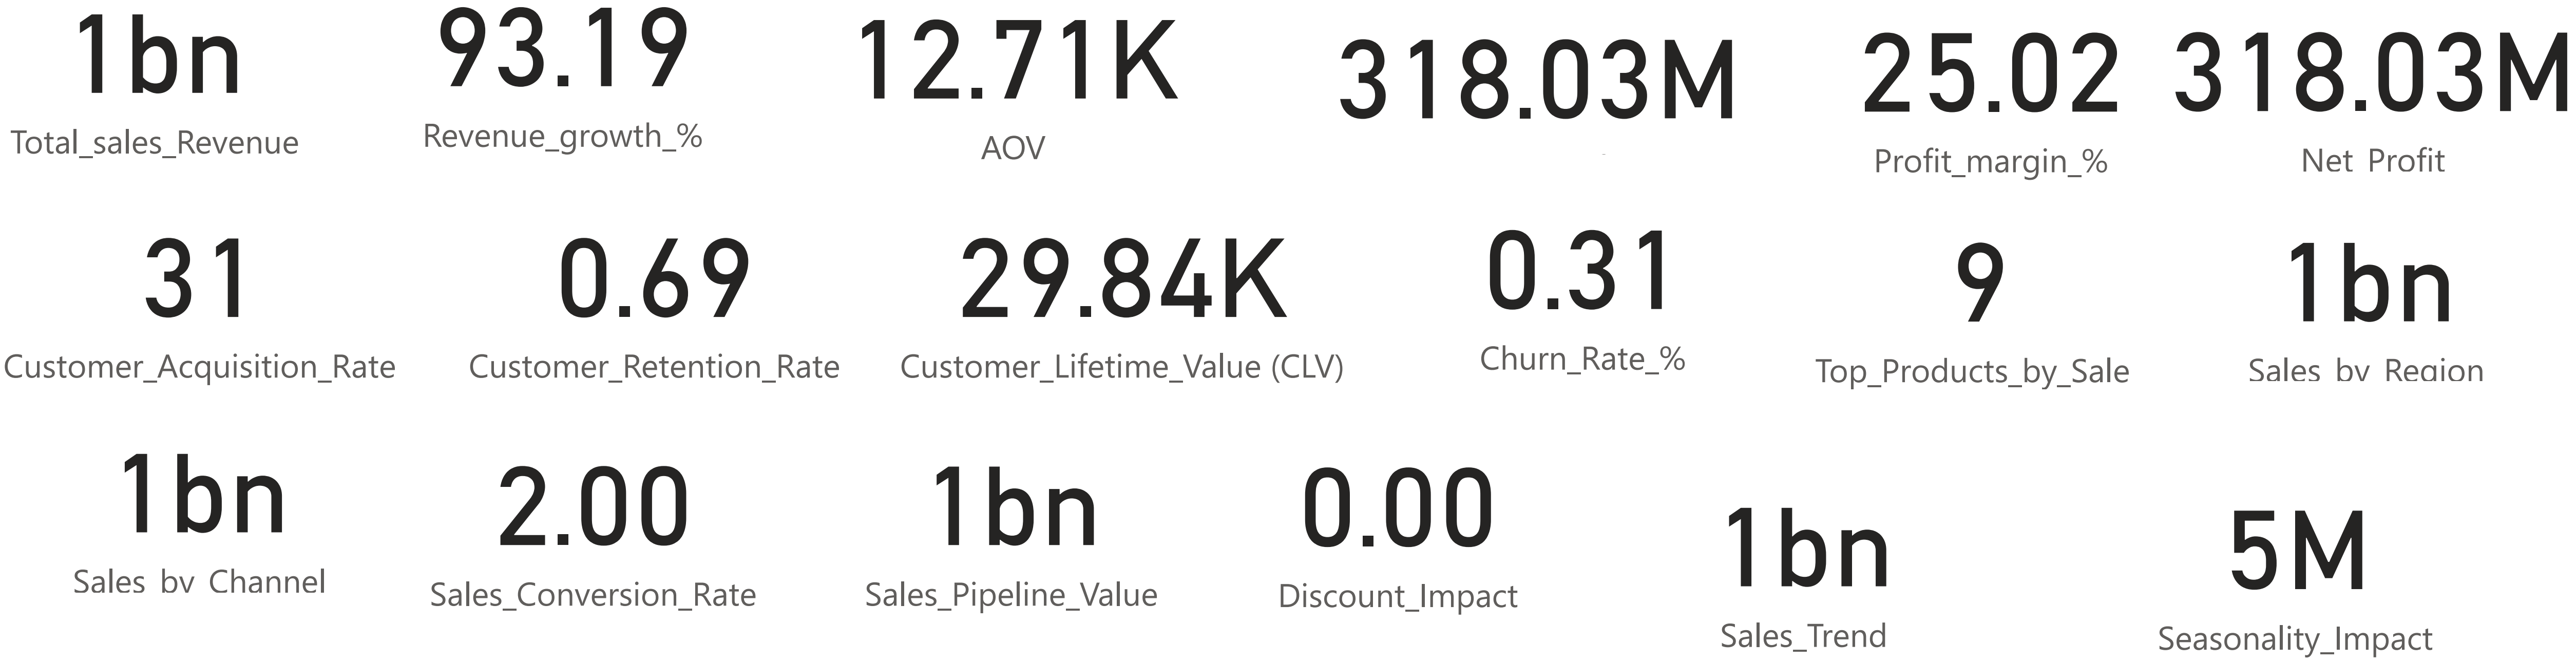 1bn
Total_sales_Revenue
93.19
Revenue_growth_%
12.71K
AOV
318.03M
25.02
Profit_margin_%
318.03M
Net Profit
31
Customer_Acquisition_Rate
0.69
Customer_Retention_Rate
29.84K
Customer_Lifetime_Value (CLV)
0.31
Churn_Rate_%
9
Top_Products_by_Sale
1bn
Sales by Region
1bn
Sales by Channel
2.00
Sales_Conversion_Rate
1bn
Sales_Pipeline_Value
0.00
Discount_Impact
1bn
Sales_Trend
5M
Seasonality_Impact